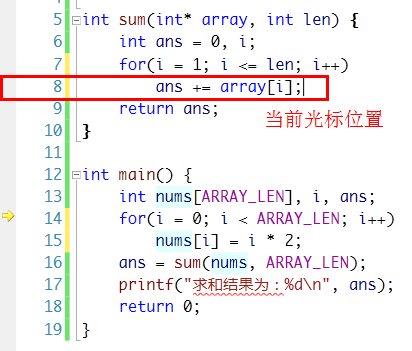 5 int sum(int* array, int len) {
6 int ans = 0, i;
7 for(i = 1; i <= len; i++)
8 ans += array[i];
9 return ans;
当前光标位置
10 }
11
12 int main() {
13 int nums[ARRAY_LEN], i, ans;
14 for(i = 0; i < ARRAY_LEN; i++)
15 nums[i] = i * 2;
16 ans = sum(nums, ARRAY_LEN);
17 printf("求和结果为：%d\n", ans);
18 return 0;
19 }